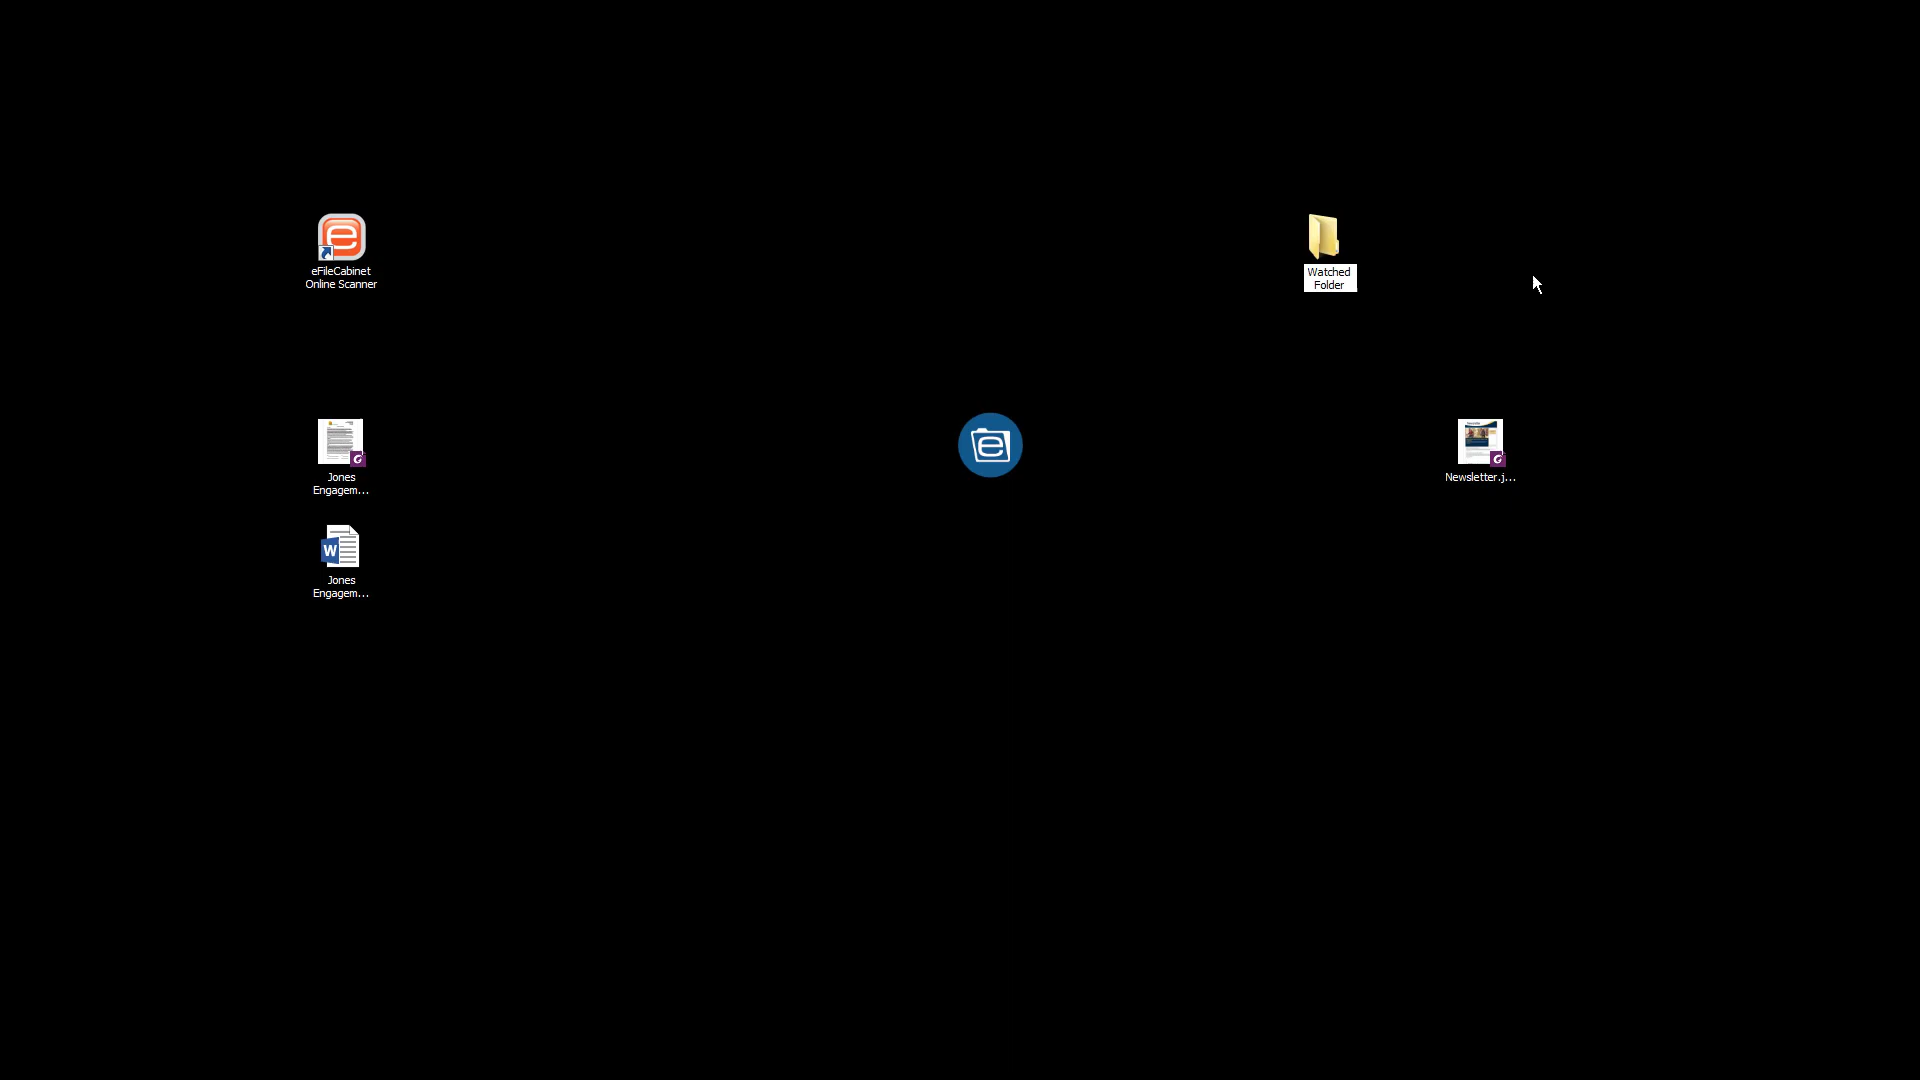 eFileCabinet
Online Scanner
Watched
Folder
Jones
Engagem...
Newsletter.j...
Jones
Engagem...